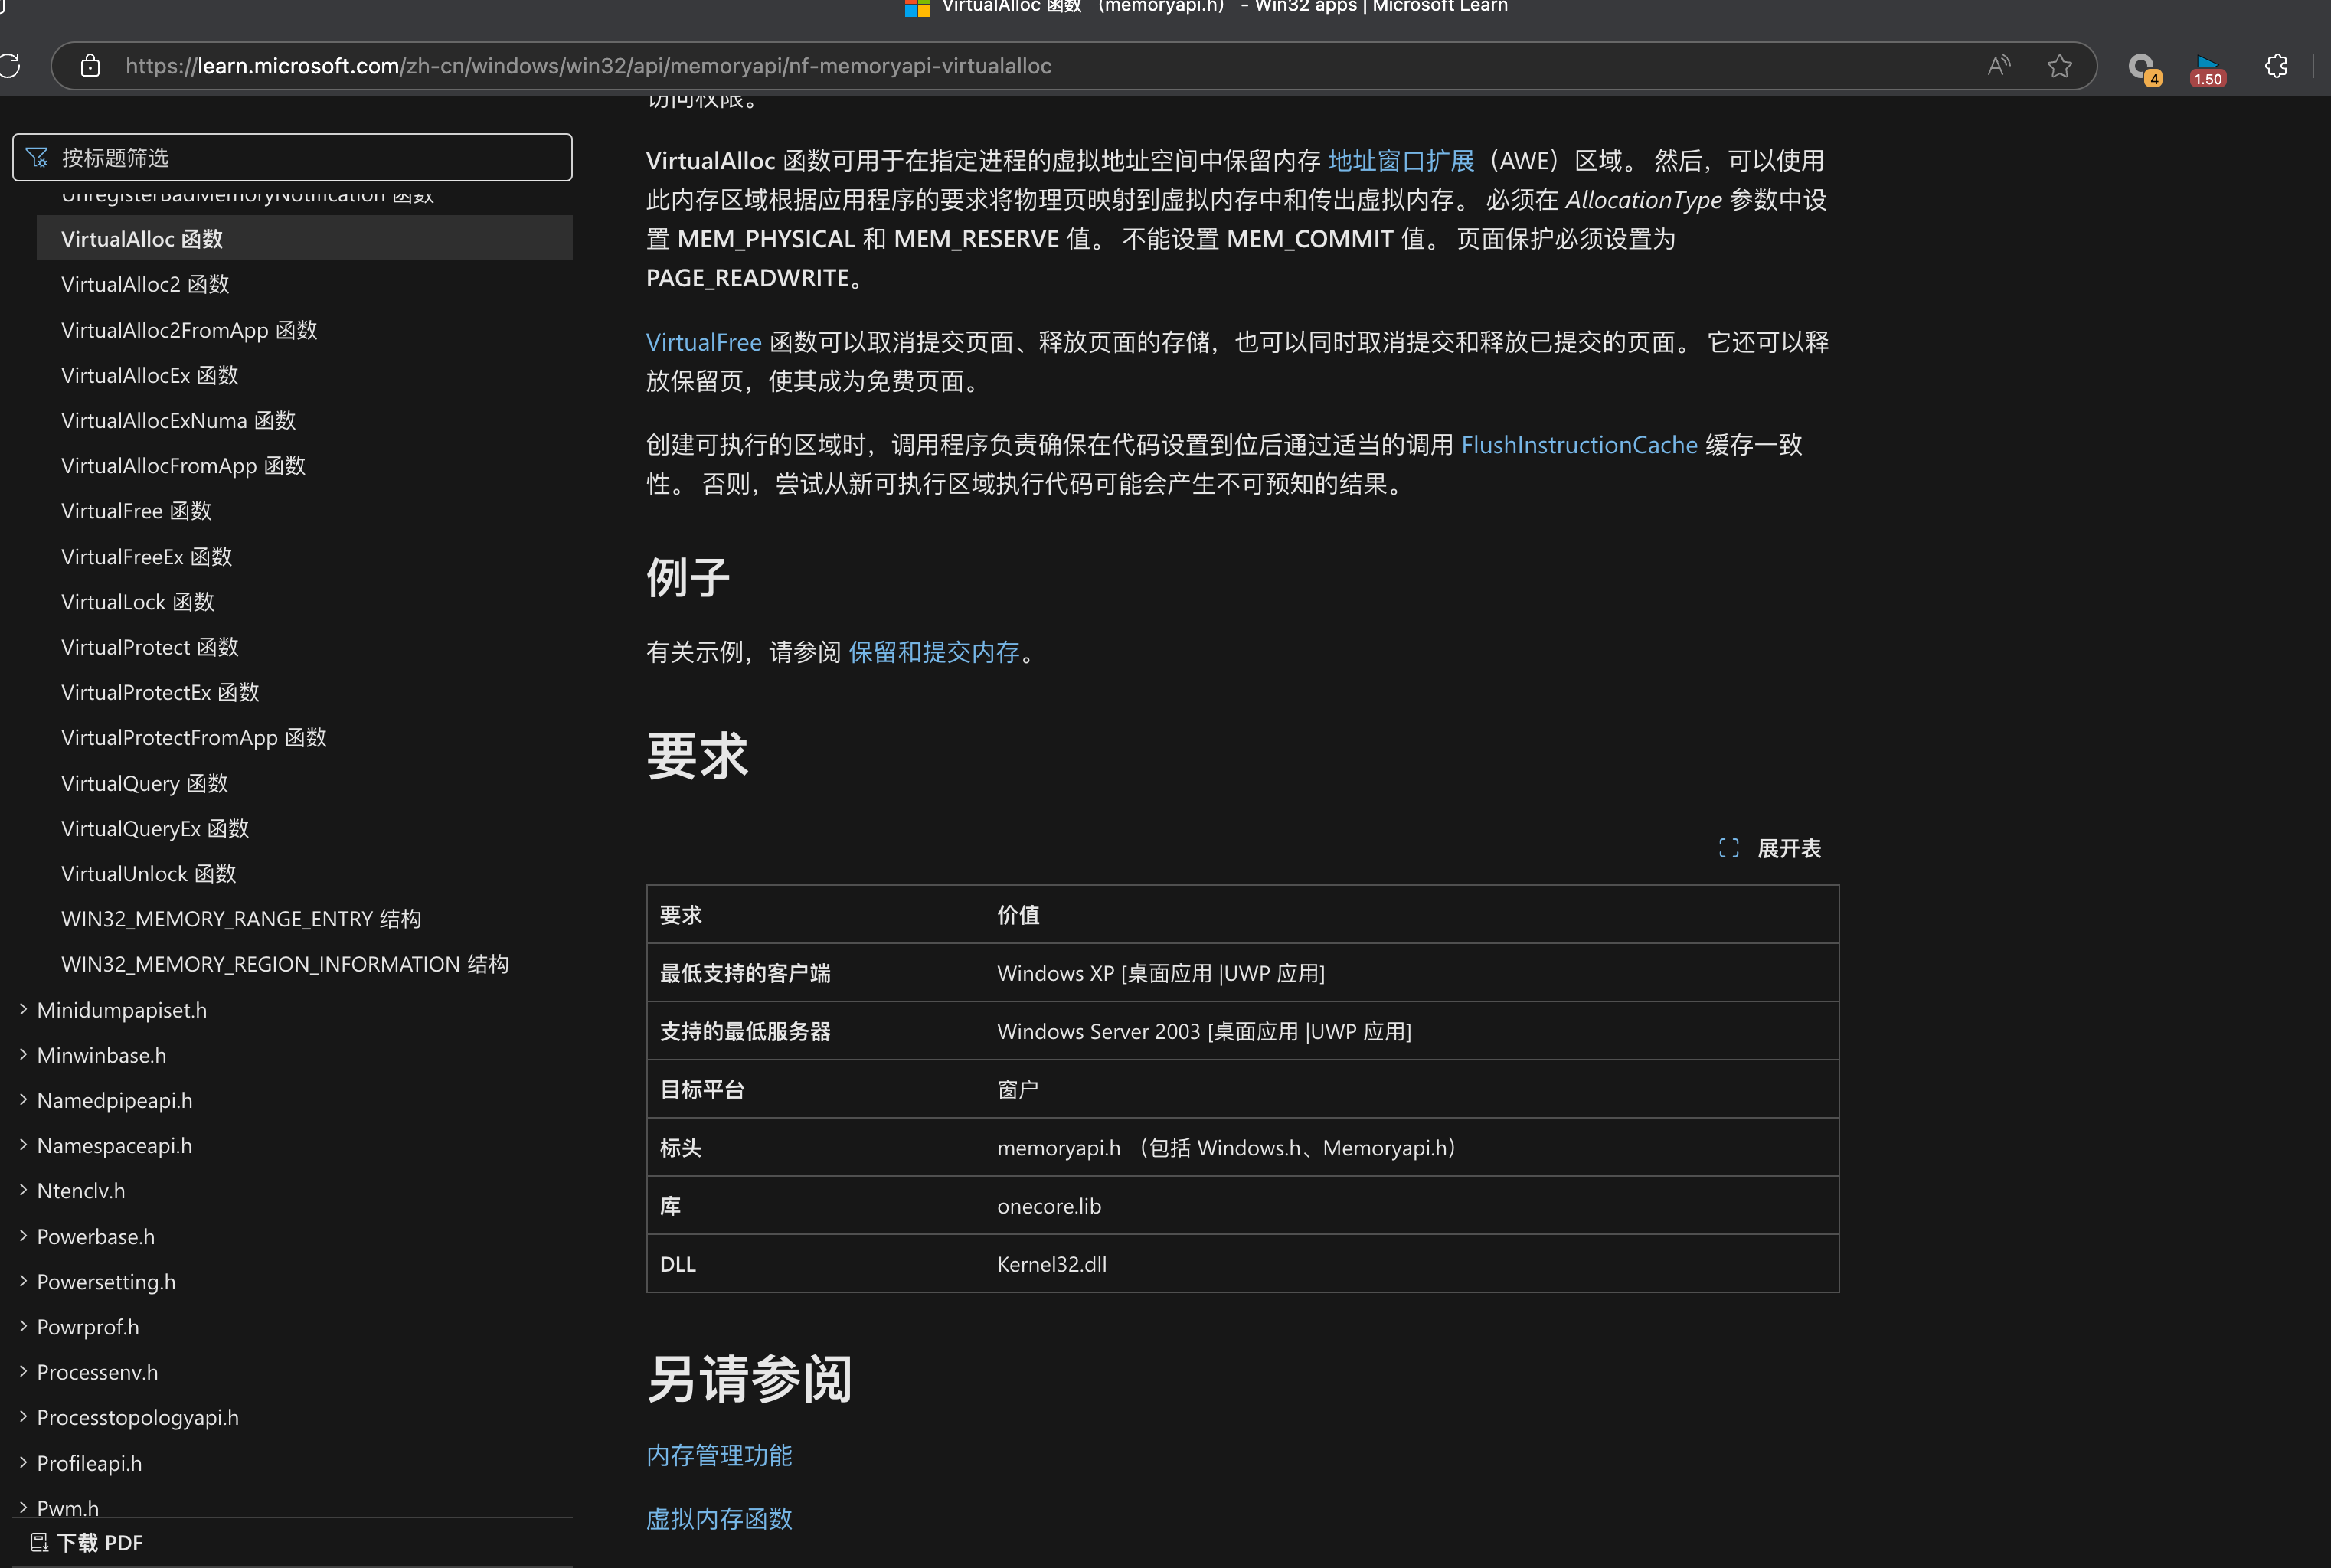 VirtualAlloc 函数 （memoryapi.h） - Win32 apps | Microsoft Learn
https://learn.microsoft.com/zh-cn/windows/win32/api/memoryapi/nf-memoryapi-virtualalloc
4
1.50
按标题筛选
UnregisterBadMemoryNotification 函数
VirtualAlloc 函数
VirtualAlloc2 函数
VirtualAlloc2FromApp 函数
VirtualAllocEx 函数
VirtualAllocExNuma 函数
VirtualAllocFromApp 函数
VirtualFree 函数
VirtualFreeEx 函数
VirtualLock 函数
VirtualProtect 函数
VirtualProtectEx 函数
VirtualProtectFromApp 函数
VirtualQuery 函数
VirtualQueryEx 函数
VirtualUnlock 函数
WIN32_MEMORY_RANGE_ENTRY 结构
WIN32_MEMORY_REGION_INFORMATION 结构
Minidumpapiset.h
Minwinbase.h
Namedpipeapi.h
Namespaceapi.h
Ntenclv.h
Powerbase.h
Powersetting.h
Powrprof.h
Processenv.h
Processtopologyapi.h
Profileapi.h
Pwm.h
下载 PDF
访问权限。
VirtualAlloc 函数可用于在指定进程的虚拟地址空间中保留内存 地址窗口扩展（AWE）区域。 然后，可以使用
此内存区域根据应用程序的要求将物理页映射到虚拟内存中和传出虚拟内存。 必须在 AllocationType 参数中设
置 MEM_PHYSICAL 和 MEM_RESERVE 值。 不能设置 MEM_COMMIT 值。 页面保护必须设置为
PAGE_READWRITE。
VirtualFree 函数可以取消提交页面、释放页面的存储，也可以同时取消提交和释放已提交的页面。 它还可以释
放保留页，使其成为免费页面。
创建可执行的区域时，调用程序负责确保在代码设置到位后通过适当的调用 FlushInstructionCache 缓存一致
性。 否则，尝试从新可执行区域执行代码可能会产生不可预知的结果。
例子
有关示例，请参阅 保留和提交内存。
要求
展开表
要求 价值
最低支持的客户端 Windows XP [桌面应用 |UWP 应用]
支持的最低服务器 Windows Server 2003 [桌面应用 |UWP 应用]
目标平台 窗户
标头 memoryapi.h （包括 Windows.h、Memoryapi.h）
库 onecore.lib
DLL Kernel32.dll
另请参阅
内存管理功能
虚拟内存函数